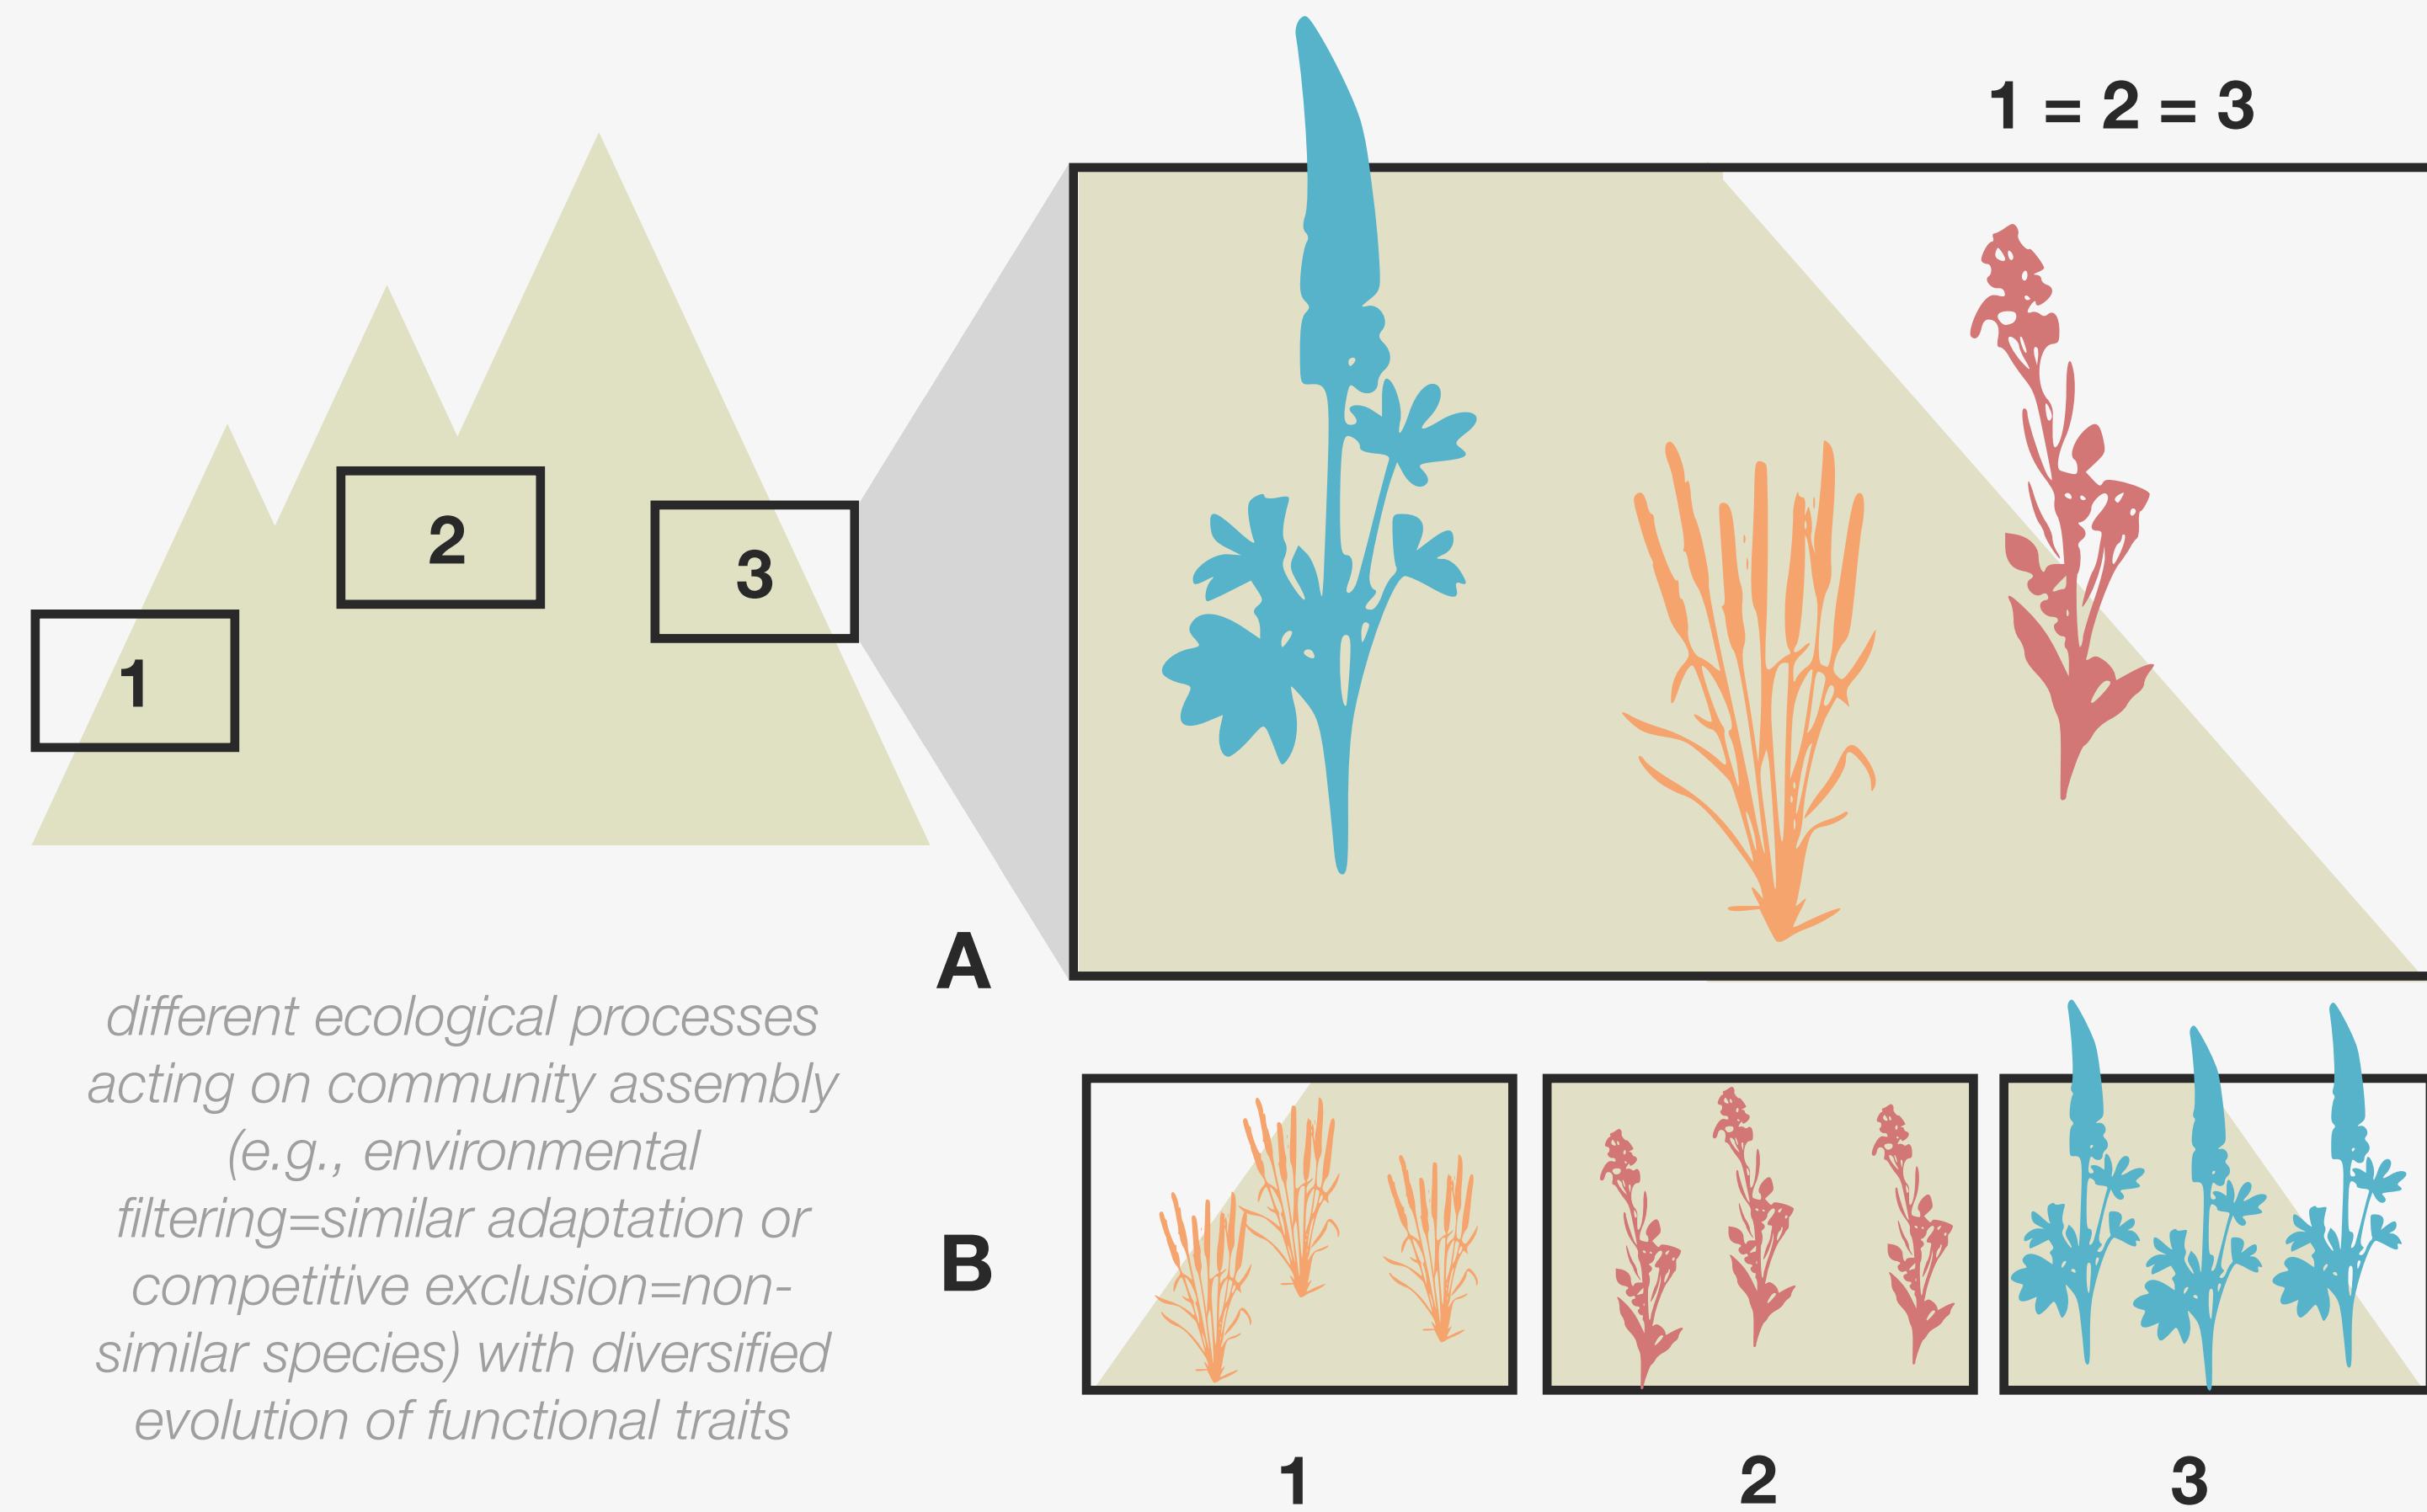 1 = 2 = 3
2
3
1
A
different ecological processes
acting on community assembly
(e.g., environmental
filtering=similar adaptation or
competitive exclusion=non-
similar species) with diversified
evolution of functional traits
B
1
2
3